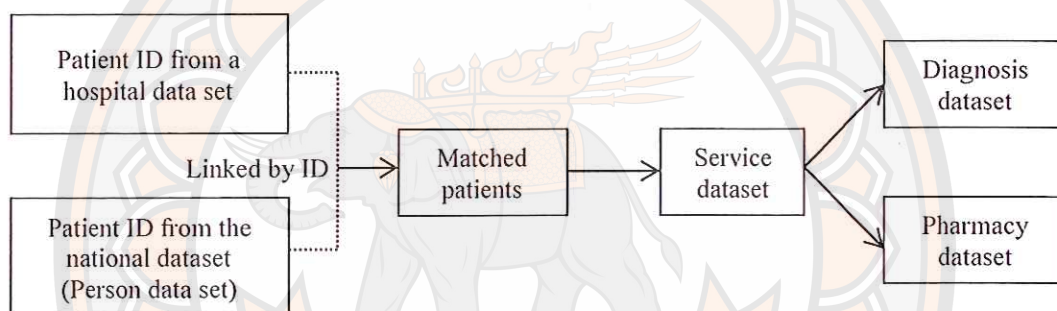 Patient ID from a
hospital data set
Linked by ID
Patient ID from the
national dataset
(Person data set)
Matched
patients
Service
dataset
Diagnosis
dataset
Pharmacy
dataset